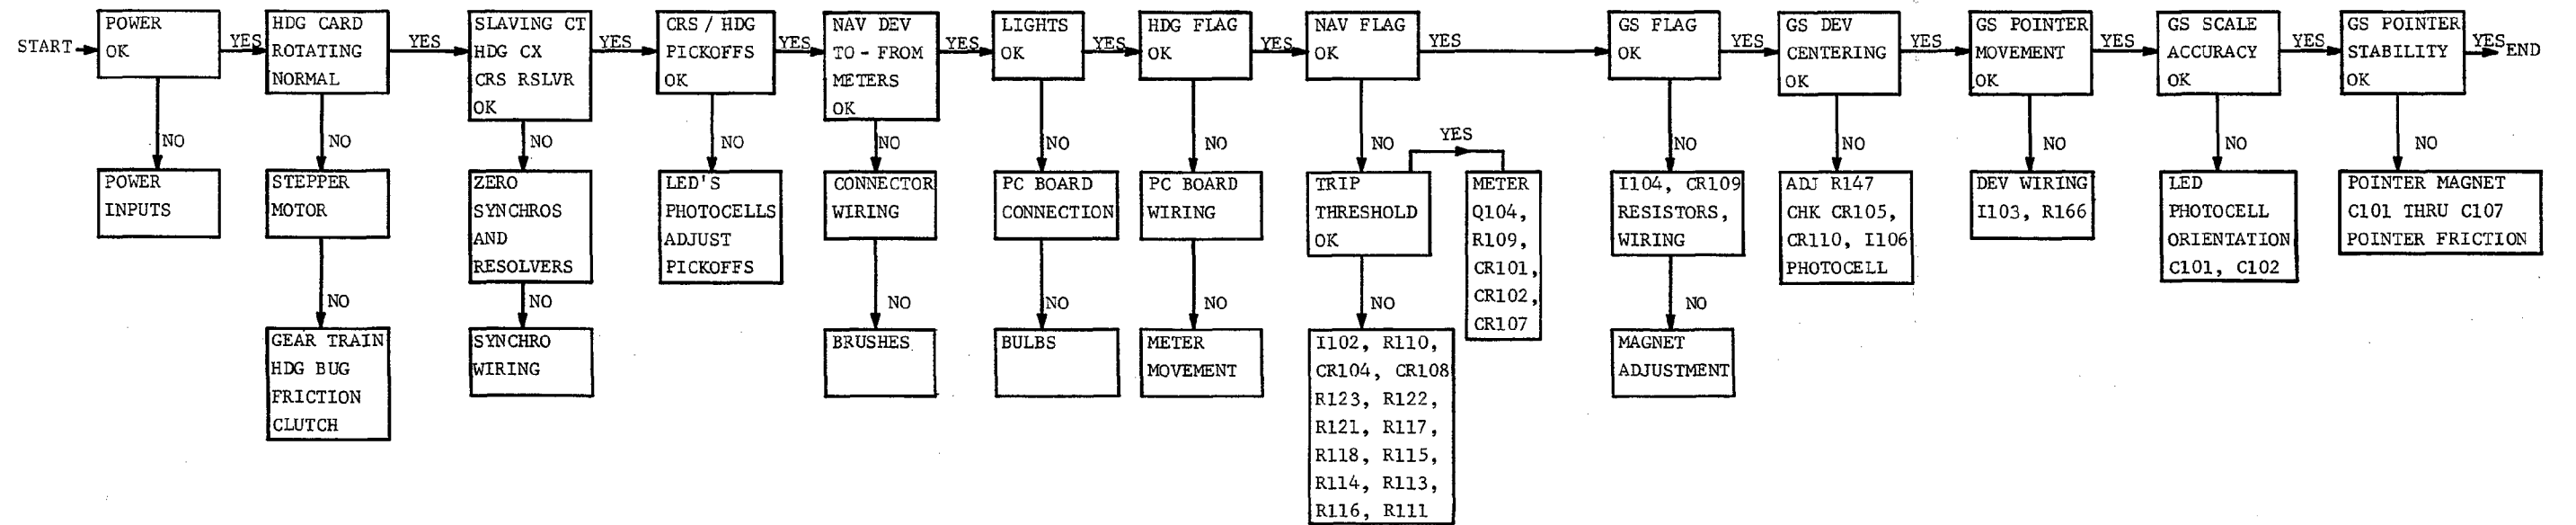 START
POWER
OK
YES
HDG CARD
ROTATING
NORMAL
YES
SLAVING CT
HDG CX
CRS RSLVR
OK
YES
CRS / HDG
PICKOFFS
OK
YES
NAV DEV
TO - FROM
METERS
OK
YES
LIGHTS
OK
YES
HDG FLAG
OK
YES
NAV FLAG
OK
YES
GS FLAG
OK
YES
GS DEV
CENTERING
OK
YES
GS POINTER
MOVEMENT
OK
YES
GS SCALE
ACCURACY
OK
YES
GS POINTER
STABILITY
OK
YES
END
NO
POWER
INPUTS
NO
STEPPER
MOTOR
NO
GEAR TRAIN
HDG BUG
FRICTION
CLUTCH
NO
ZERO
SYNCHROS
AND
RESOLVERS
NO
SYNCHRO
WIRING
NO
LED'S
PHOTOCELLS
ADJUST
PICKOFFS
NO
CONNECTOR
WIRING
NO
BRUSHES
NO
PC BOARD
CONNECTION
NO
BULBS
NO
PC BOARD
WIRING
NO
METER
MOVEMENT
NO
TRIP
THRESHOLD
OK
YES
METER
Q104,
R109,
CR101,
CR102,
CR107
NO
I102, R110,
CR104, CR108
R123, R122,
R121, R117,
R118, R115,
R114, R113,
R116, R111
NO
I104, CR109
RESISTORS,
WIRING
NO
MAGNET
ADJUSTMENT
NO
ADJ R147
CHK CR105,
CR110, I106
PHOTOCELL
NO
DEV WIRING
I103, R166
NO
LED
PHOTOCELL
ORIENTATION
C101, C102
NO
POINTER MAGNET
C101 THRU C107
POINTER FRICTION